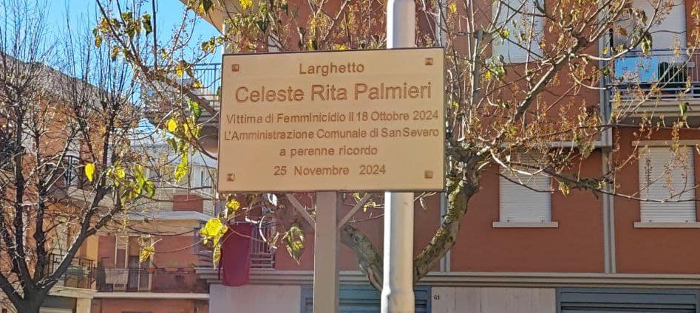 Larghetto
Celeste Rita Palmieri
Vittima di Femminicidio il 18 Ottobre 2024
L'Amministrazione Comunale di San Severo
a perenne ricordo
25 Novembre 2024